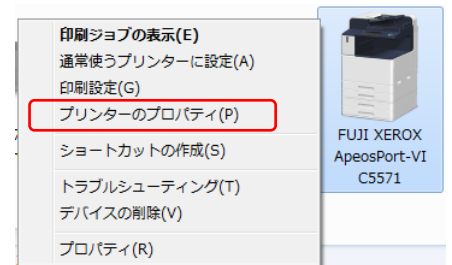 印刷ジョブの表示(E)
通常使うプリンターに設定(A)
印刷設定(G)
プリンターのプロパティ(P)
ショートカットの作成(S)
トラブルシューティング(T)
デバイスの削除(V)
プロパティ(R)
FUJI XEROX
ApeosPort-VI
C5571